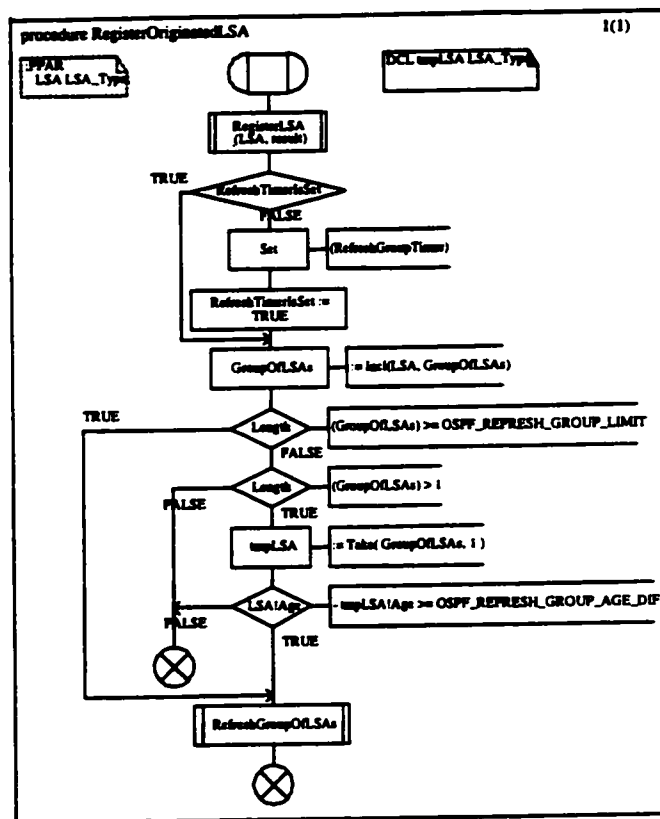 procedure RegisterOriginatedLSA
1(1)
;FPAR
LSA LSA_Type
DCL tmpLSA LSA_Type
RegisterLSA
(LSA, result)
TRUE
RefreshTimerIsSet
FALSE
Set
(RefreshGroupTimer)
RefreshTimerIsSet :=
TRUE
GroupOfLSAs
:= Incl(LSA, GroupOfLSAs)
TRUE
Length
(GroupOfLSAs) >= OSPF_REFRESH_GROUP_LIMIT
FALSE
Length
(GroupOfLSAs) > 1
FALSE
TRUE
tmpLSA
:= Take( GroupOfLSAs, 1 )
LSA!Age
- tmpLSA!Age >= OSPF_REFRESH_GROUP_AGE_DIF
FALSE
TRUE
RefreshGroupOfLSAs